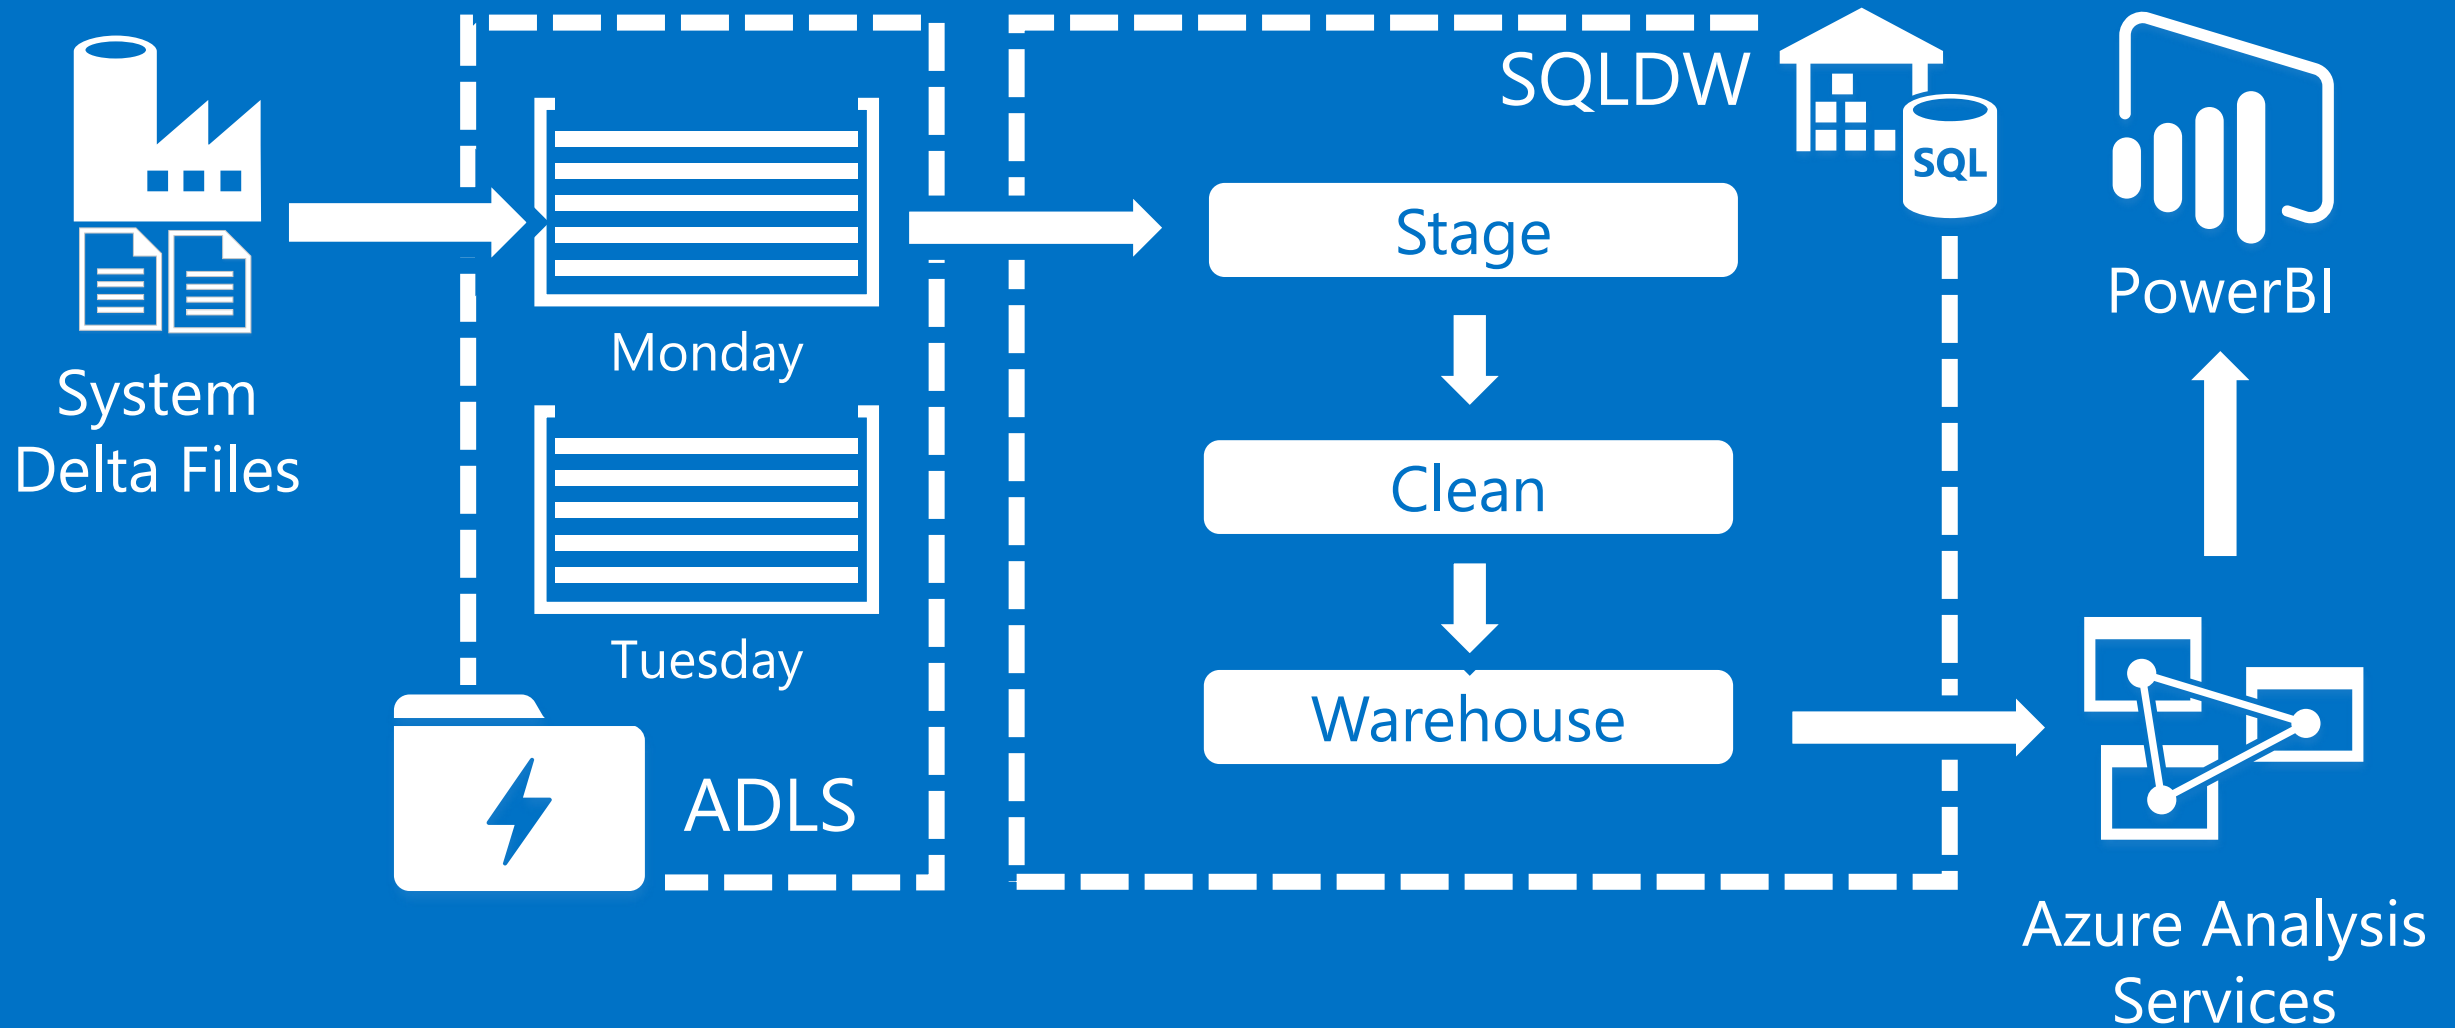 System
Delta Files
Monday
Tuesday
ADLS
SQLDW
SQL
Stage
Clean
Warehouse
PowerBI
Azure Analysis
Services